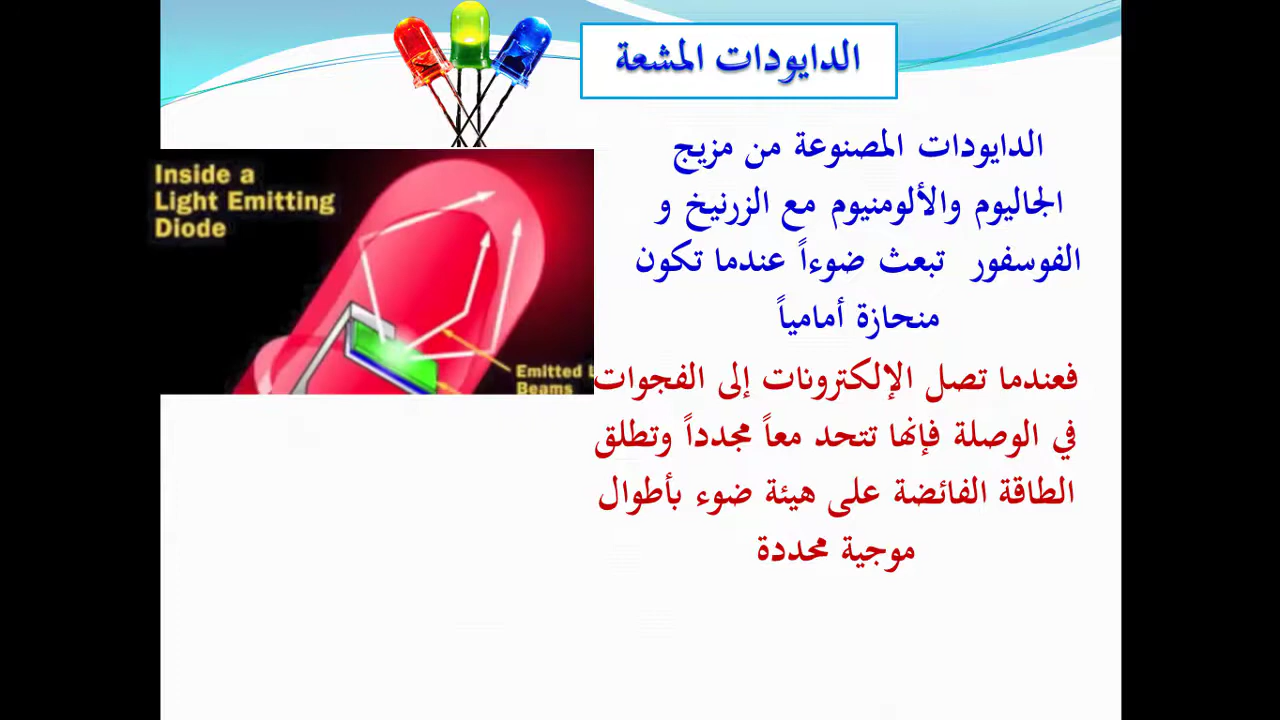 الدايودات المشعة
الدايودات المصنوعة من مزيج
الجاليوم والألومنيوم مع الزرنيخ و
الفوسفور تبعث ضوءاً عندما تكون
منحازة أمامياً
فعندما تصل الإلكترونات إلى الفجوات
في الوصلة فإنها تتحد معاً مجدداً وتطلق
الطاقة الفائضة على هيئة ضوء بأطوال
موجية محددة
Inside a
Light Emitting
Diode
Emitted
Beams